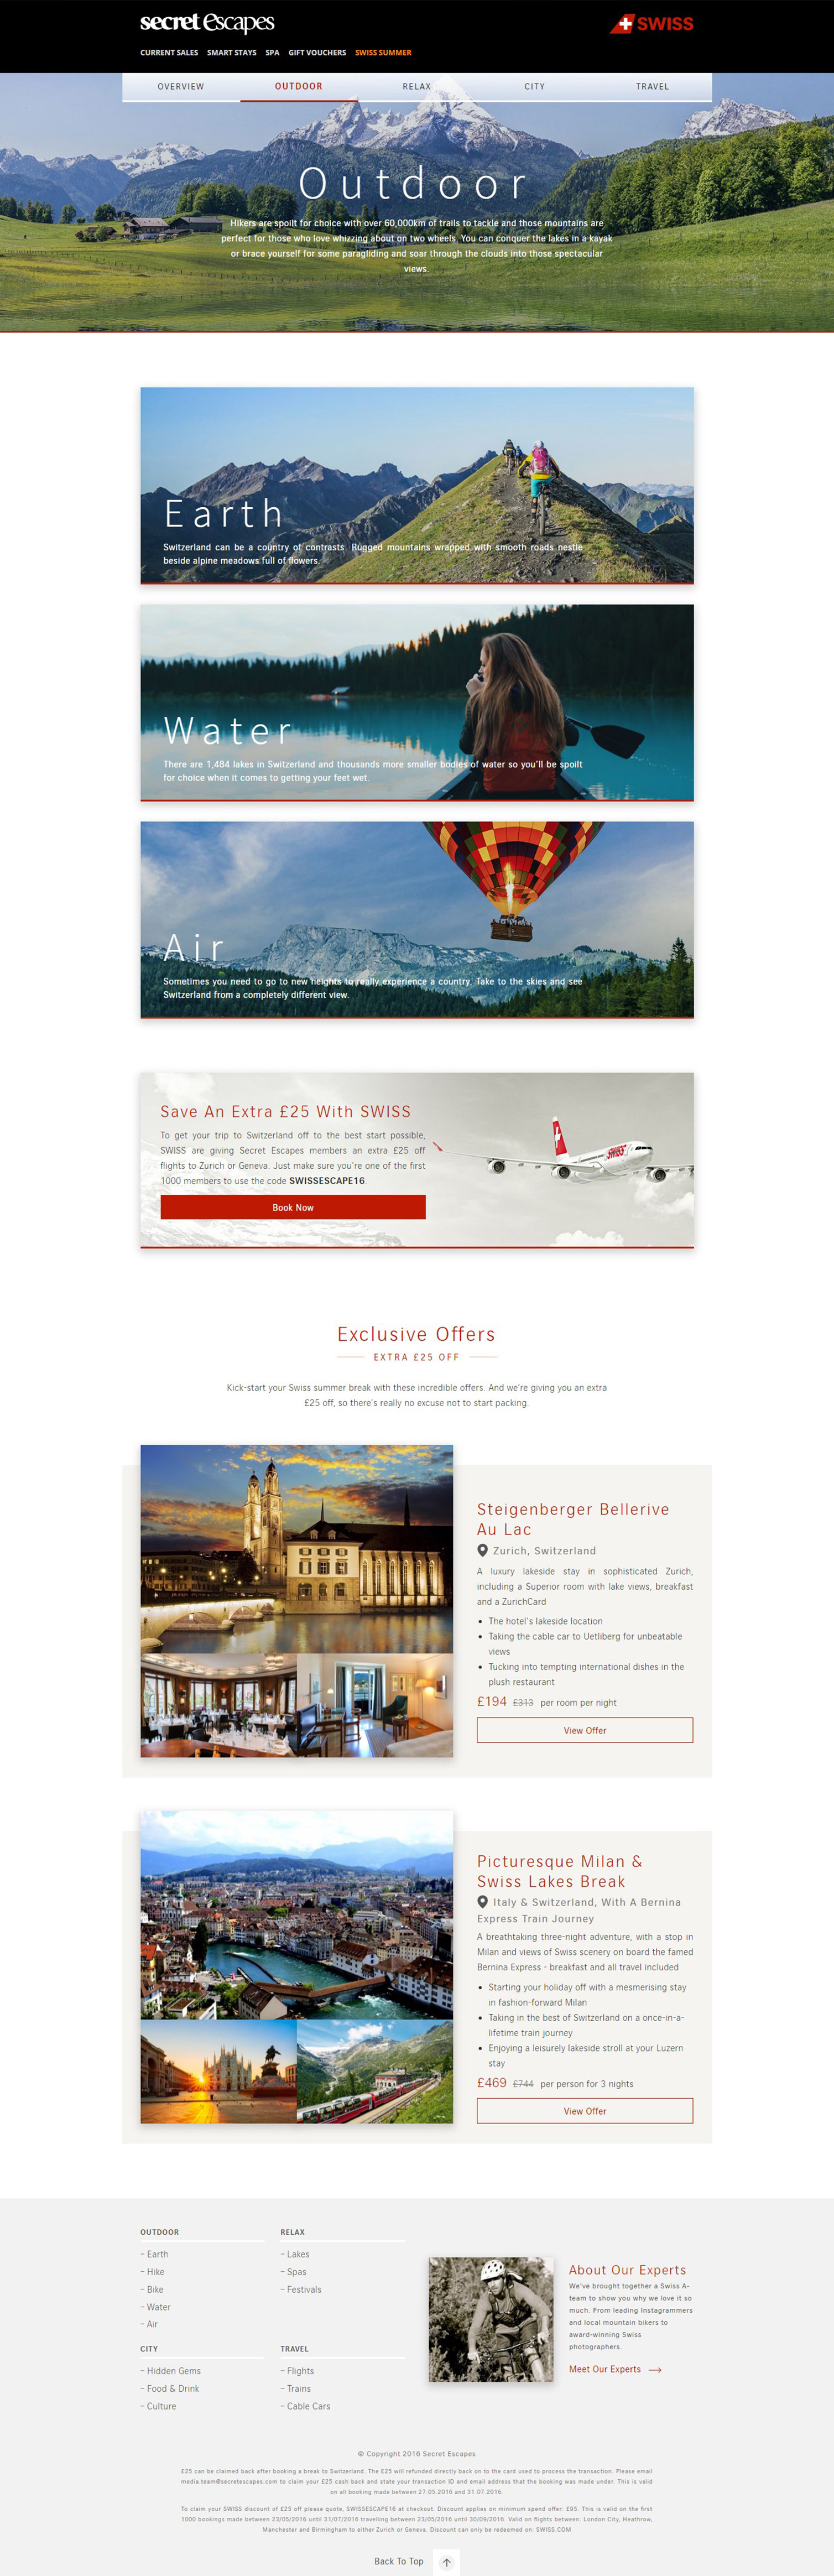 secret Escapes
SWISS
CURRENT SALES SMART STAYS SPA GIFT VOUCHERS SWISS SUMMER
OVERVIEW OUTDOOR RELAX CITY TRAVEL
Outdoor
Hikers are spoilt for choice with over 60,000km of trails to tackle and those mountains are
perfect for those who love whizzing about on two wheels. You can conquer the lakes in a kayak
or brace yourself for some paragliding and soar through the clouds into those spectacular
views.
Earth
Switzerland can be a country of contrasts. Rugged mountains wrapped with smooth roads nestle
beside alpine meadows full of flowers.
Water
There are 1,484 lakes in Switzerland and thousands more smaller bodies of water so you'll be spoilt
for choice when it comes to getting your feet wet.
Air
Sometimes you need to go to new heights to really experience a country. Take to the skies and see
Switzerland from a completely different view.
Save An Extra £25 With SWISS
To get your trip to Switzerland off to the best start possible,
SWISS are giving Secret Escapes members an extra £25 off
flights to Zurich or Geneva. Just make sure you're one of the first
1000 members to use the code SWISSESCAPE16.
Book Now
SWISS
Exclusive Offers
EXTRA £25 OFF
Kick-start your Swiss summer break with these incredible offers. And we're giving you an extra
£25 off, so there's really no excuse not to start packing.
Steigenberger Bellerive
Au Lac
Zurich, Switzerland
A luxury lakeside stay in sophisticated Zurich,
including a Superior room with lake views, breakfast
and a ZurichCard
• The hotel's lakeside location
• Taking the cable car to Uetliberg for unbeatable
views
• Tucking into tempting international dishes in the
plush restaurant
£194 £313 per room per night
View Offer
Picturesque Milan &
Swiss Lakes Break
Italy & Switzerland, With A Bernina
Express Train Journey
A breathtaking three-night adventure, with a stop in
Milan and views of Swiss scenery on board the famed
Bernina Express - breakfast and all travel included
• Starting your holiday off with a mesmerising stay
in fashion-forward Milan
• Taking in the best of Switzerland on a once-in-a-
lifetime train journey
• Enjoying a leisurely lakeside stroll at your Luzern
stay
£469 £744 per person for 3 nights
View Offer
OUTDOOR
– Earth
– Hike
– Bike
– Water
– Air
RELAX
– Lakes
– Spas
– Festivals
CITY
– Hidden Gems
– Food & Drink
– Culture
TRAVEL
– Flights
– Trains
– Cable Cars
About Our Experts
We've brought together a Swiss A-
team to show you why we love it so
much. From leading Instagrammers
and local mountain bikers to
award-winning Swiss
photographers.
Meet Our Experts →
© Copyright 2016 Secret Escapes
£25 can be claimed back after booking a break to Switzerland. The £25 will refunded directly back on to the card used to process the transaction. Please email
media.team@secretescapes.com to claim your £25 cash back and state your transaction ID and email address that the booking was made under. This is valid
on all booking made between 27.05.2016 and 31.07.2016.
To claim your SWISS discount of £25 off please quote, SWISSESCAPE16 at checkout. Discount applies on minimum spend offer: £95. This is valid on the first
1000 bookings made between 23/05/2016 until 31/07/2016 travelling between 23/05/2016 until 30/09/2016. Valid on flights between: London City, Heathrow,
Manchester and Birmingham to either Zurich or Geneva. Discount can only be redeemed on: SWISS.COM
Back To Top